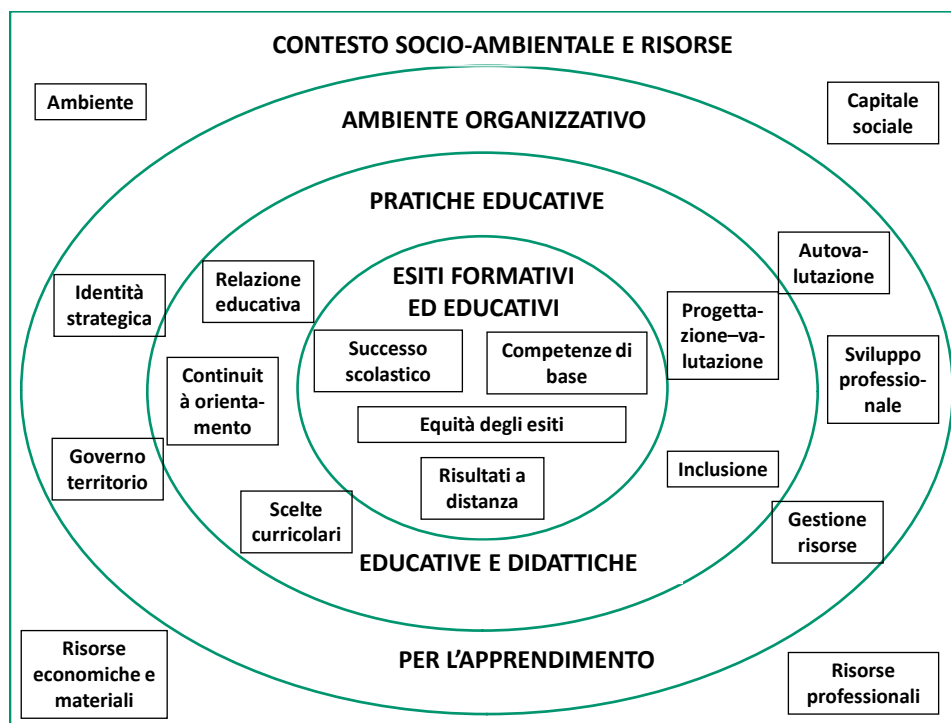 CONTESTO SOCIO-AMBIENTALE E RISORSE
Ambiente
Capitale
sociale
AMBIENTE ORGANIZZATIVO
PRATICHE EDUCATIVE
Autova-
lutazione
Identità
strategica
Relazione
educativa
ESITI FORMATIVI
ED EDUCATIVI
Progett-
azione–va-
lutazione
Successo
scolastico
Competenze di
base
Sviluppo
professio-
nale
Continuit
à orienta-
mento
Equità degli esiti
Governo
territorio
Risultati a
distanza
Inclusione
Scelte
curricolari
Gestione
risorse
EDUCATIVE E DIDATTICHE
Risorse
economiche e
materiali
PER L'APPRENDIMENTO
Risorse
professionali